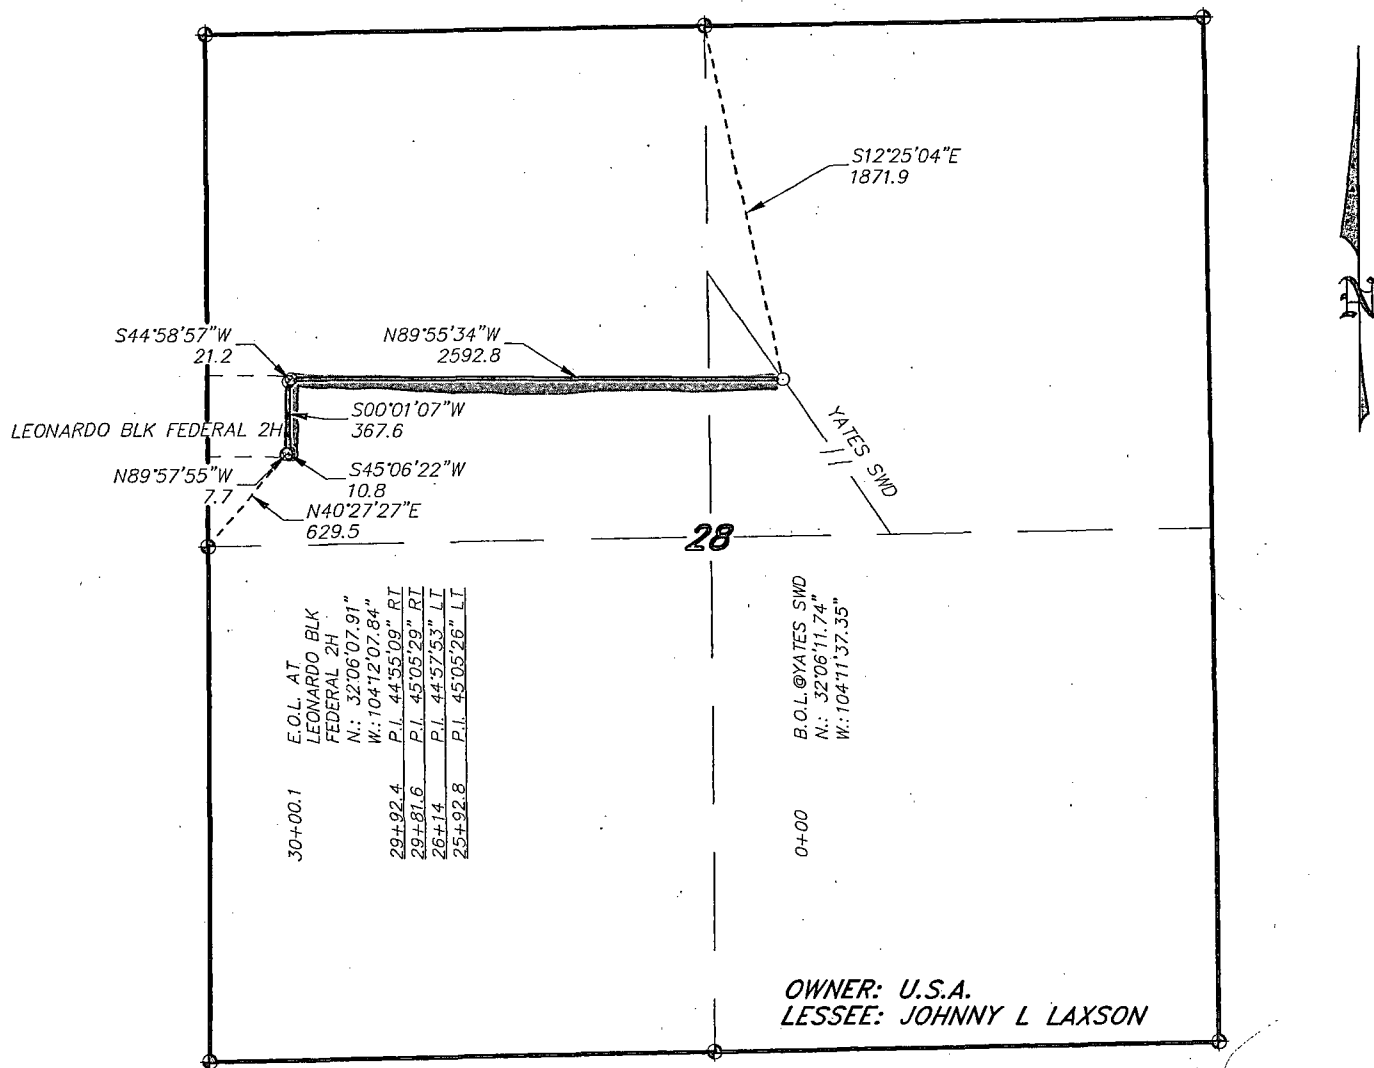 S12°25'04"E
1871.9
S44°58'57"W
21.2
N89°55'34"W
2592.8
S00°01'07"W
367.6
LEONARDO BLK FEDERAL 2H
N89°57'55"W
7.7
S45°06'22"W
10.8
N40°27'27"E
629.5
YATES SWD
N
28
30+00.1 E.O.L. AT
LEONARDO BLK
FEDERAL 2H
N.: 32°06'07.91"
W.: 104°12'07.84"
29+92.4 P.I. 44°55'09" RT
29+81.6 P.I. 45°05'29" RT
26+14 P.I. 44°57'53" LT
25+92.8 P.I. 45°05'26" LT
0+00 B.O.L.@YATES SWD
N.: 32°06'11.74"
W.: 104°11'37.35"
OWNER: U.S.A.
LESSEE: JOHNNY L LAXSON